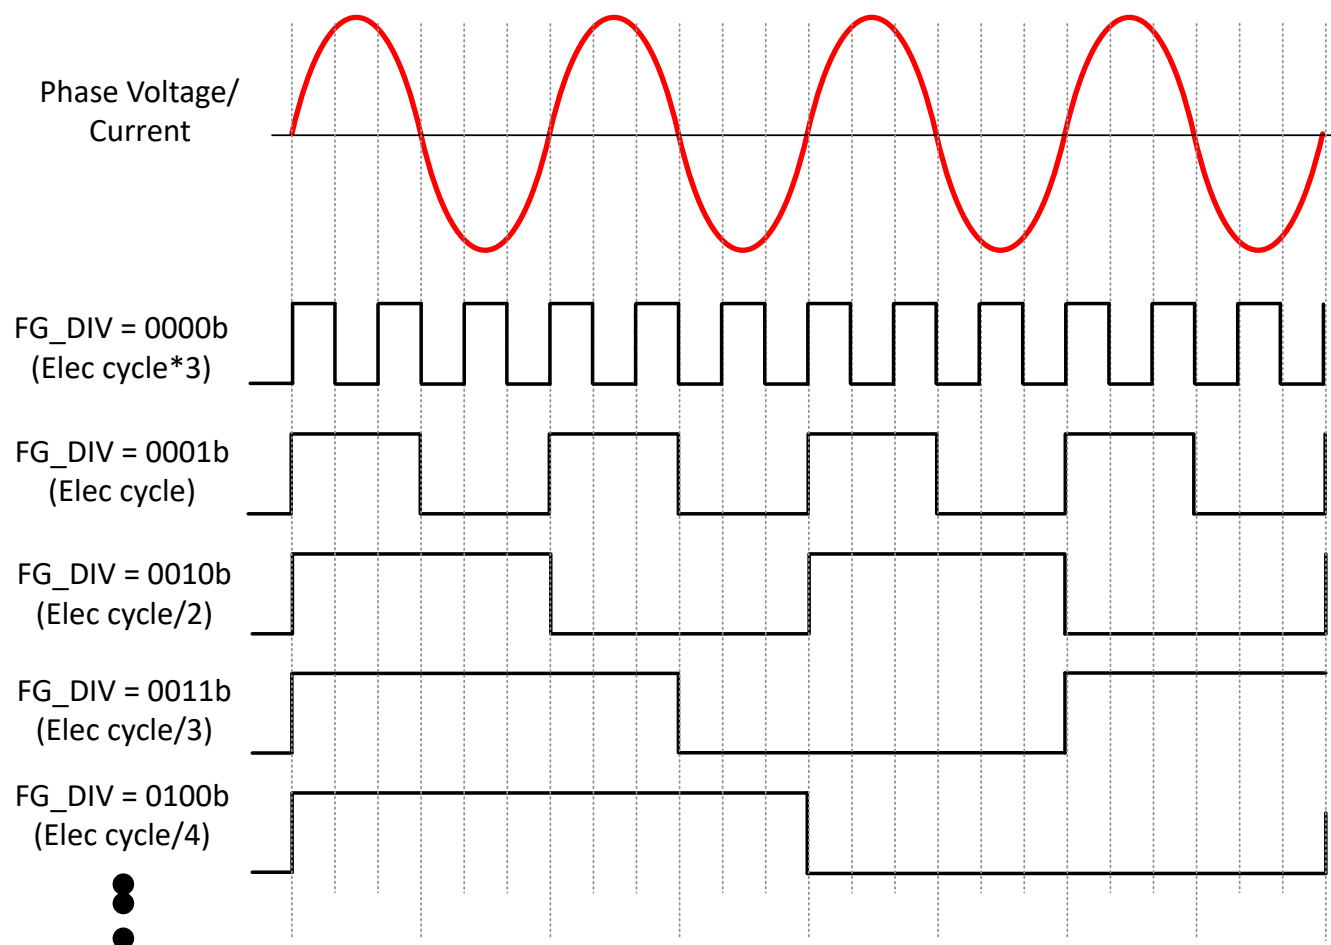 Phase Voltage/
Current
FG_DIV = 0000b
(Elec cycle*3)
FG_DIV = 0001b
(Elec cycle)
FG_DIV = 0010b
(Elec cycle/2)
FG_DIV = 0011b
(Elec cycle/3)
FG_DIV = 0100b
(Elec cycle/4)